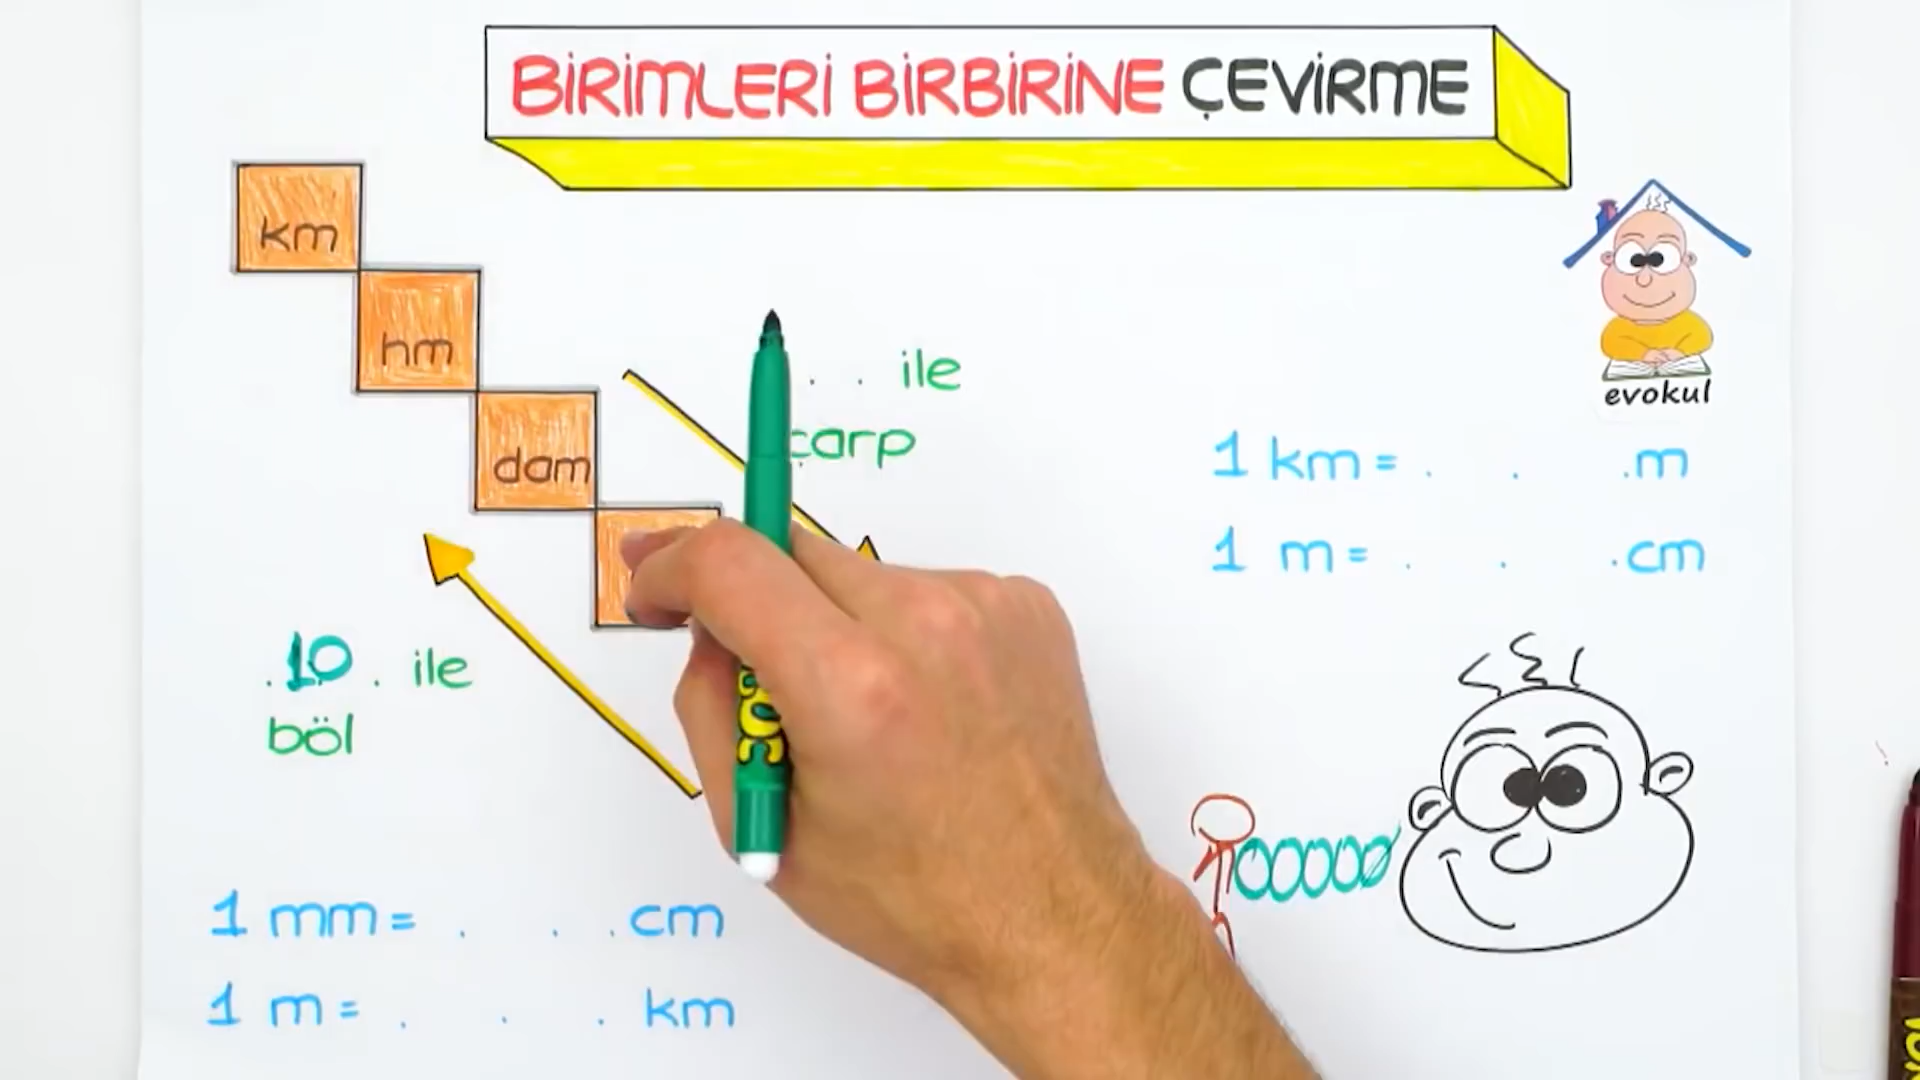 BİRİMLERİ BİRBİRİNE ÇEVİRME
km
hm
dam
. . ile
çarp
evokul
1 km = . . .m
1 m = . . .cm
.10. ile
böl
1 mm = . . . cm
1 m = . . . km